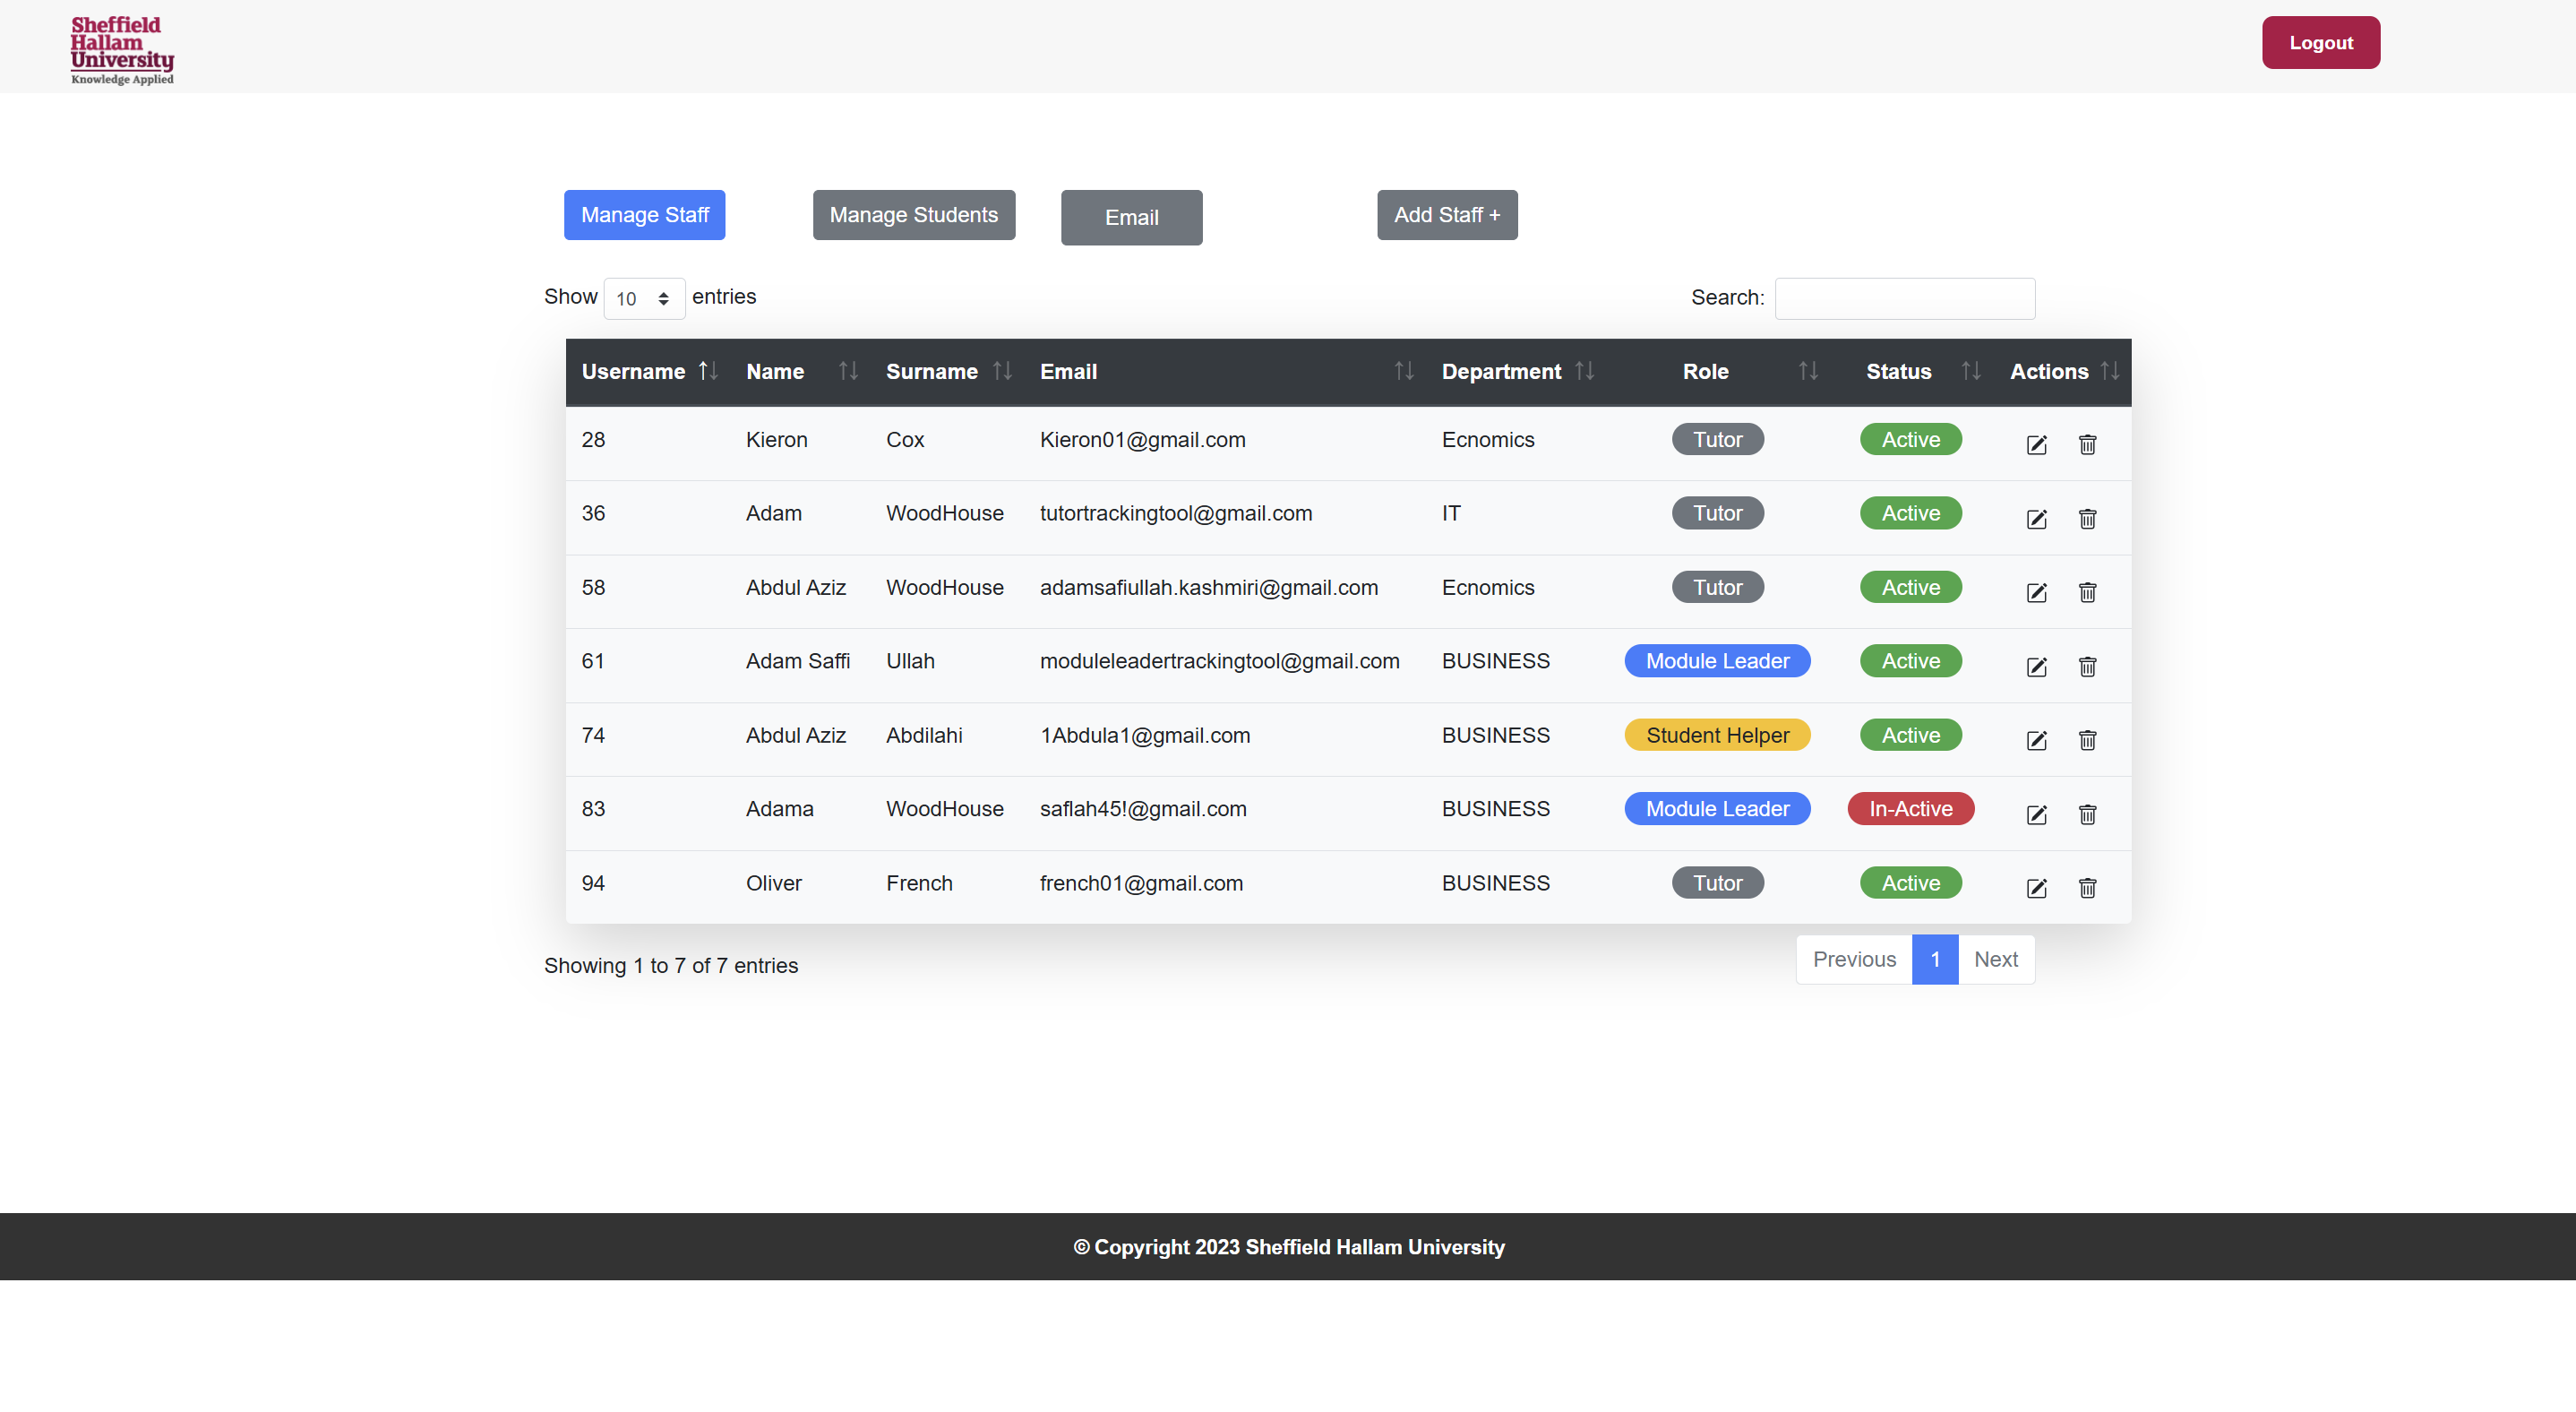 Sheffield
Hallam
University
Knowledge Applied
Logout
Manage Staff Manage Students Email Add Staff +
Show 10 entries Search:
Username Name Surname Email Department Role Status Actions
28 Kieron Cox Kieron01@gmail.com Ecnomics Tutor Active
36 Adam WoodHouse tutortrackingtool@gmail.com IT Tutor Active
58 Abdul Aziz WoodHouse adamsafiullah.kashmiri@gmail.com Ecnomics Tutor Active
61 Adam Saffi Ullah moduleleadertrackingtool@gmail.com BUSINESS Module Leader Active
74 Abdul Aziz Abdilahi 1Abdula1@gmail.com BUSINESS Student Helper Active
83 Adama WoodHouse saflah45!@gmail.com BUSINESS Module Leader In-Active
94 Oliver French french01@gmail.com BUSINESS Tutor Active
Showing 1 to 7 of 7 entries Previous 1 Next
© Copyright 2023 Sheffield Hallam University